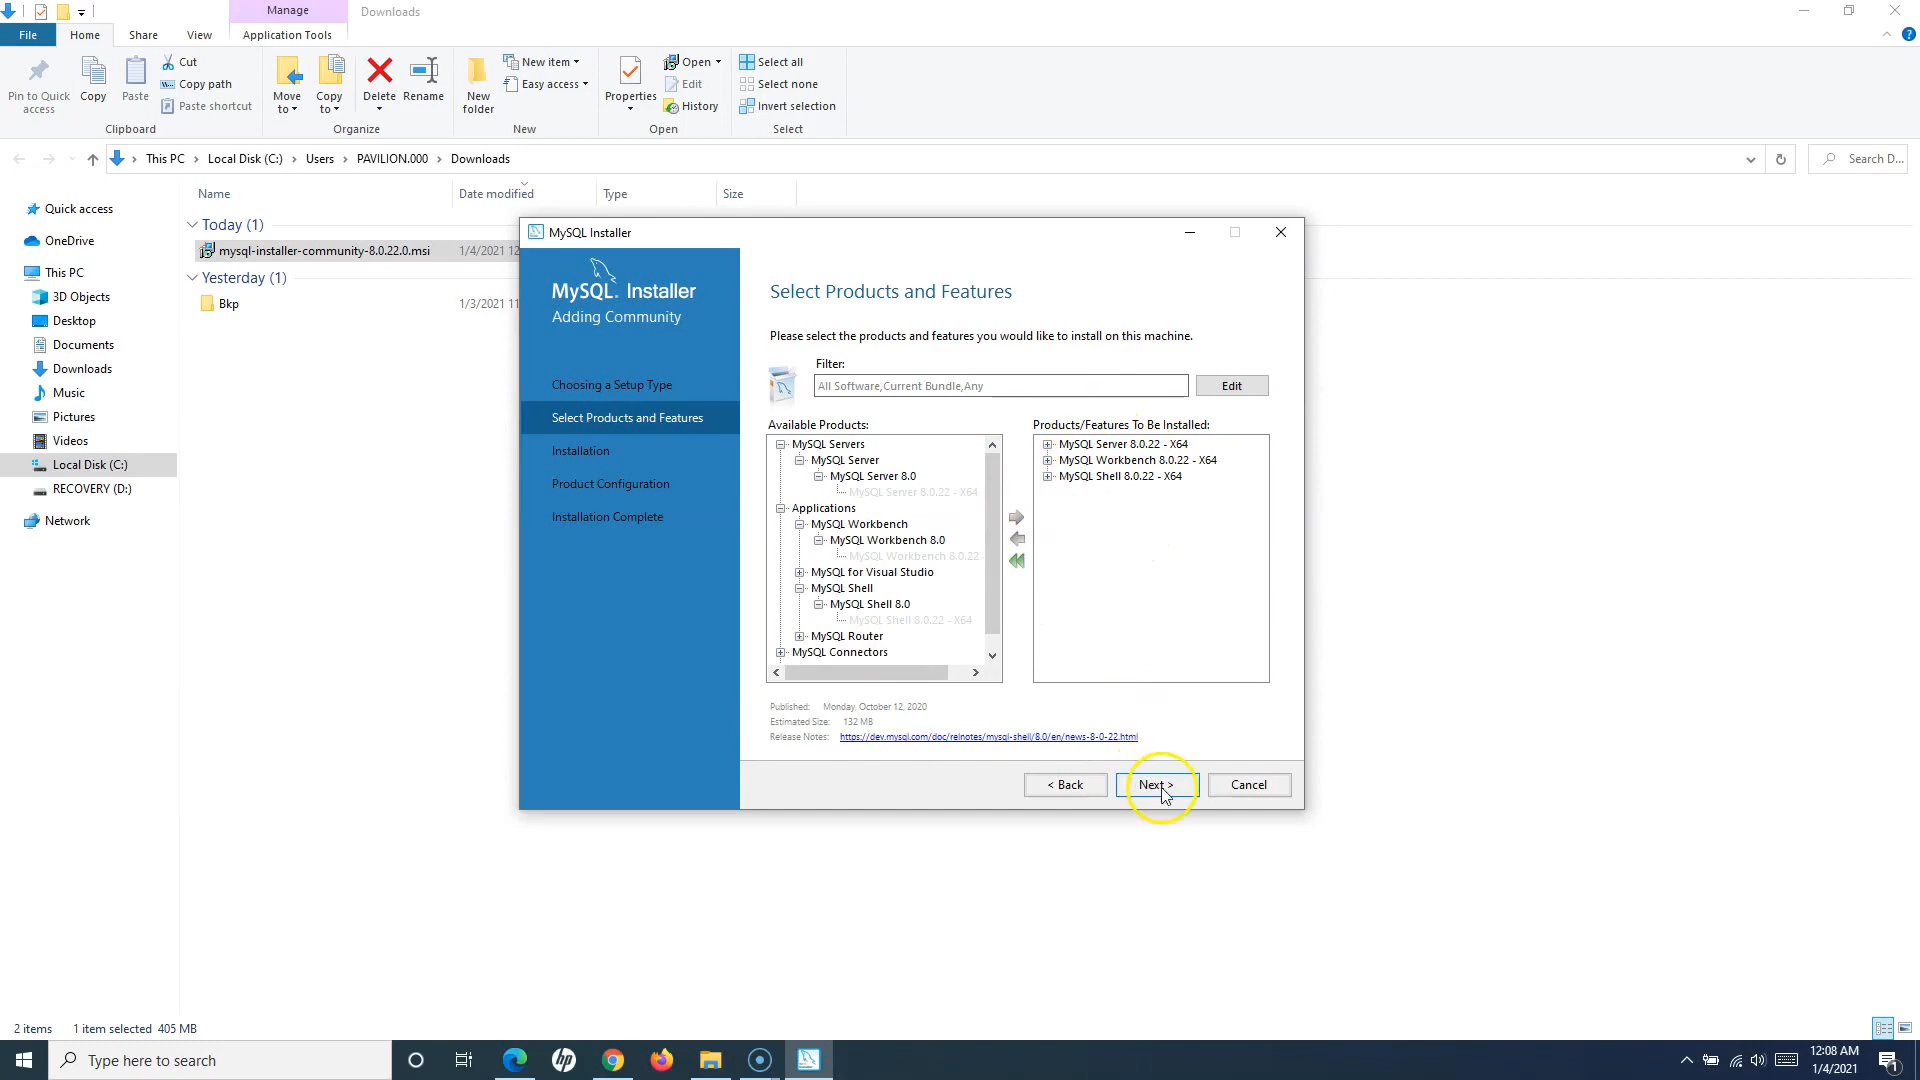 Manage
Downloads
File
Home
Share
View
Application Tools
Pin to Quick
access
Copy
Paste
Cut
Copy path
Paste shortcut
Clipboard
Move
to
Copy
to
Delete
Rename
Organize
New
folder
New item
Easy access
New
Properties
Open
Edit
History
Open
Select all
Select none
Invert selection
Select
This PC
Local Disk (C:)
Users
PAVILION.000
Downloads
Search D...
Quick access
OneDrive
This PC
3D Objects
Desktop
Documents
Downloads
Music
Pictures
Videos
Local Disk (C:)
RECOVERY (D:)
Network
Name
Date modified
Type
Size
Today (1)
mysql-installer-community-8.0.22.0.msi
1/4/2021 12
Yesterday (1)
Bkp
1/3/2021 11
MySQL Installer
MySQL. Installer
Adding Community
Choosing a Setup Type
Select Products and Features
Installation
Product Configuration
Installation Complete
Select Products and Features
Please select the products and features you would like to install on this machine.
Filter:
All Software,Current Bundle,Any
Edit
Available Products:
MySQL Servers
MySQL Server
MySQL Server 8.0
MySQL Server 8.0.22 - X64
Applications
MySQL Workbench
MySQL Workbench 8.0
MySQL Workbench 8.0.22
MySQL for Visual Studio
MySQL Shell
MySQL Shell 8.0
MySQL Shell 8.0.22 - X64
MySQL Router
MySQL Connectors
Products/Features To Be Installed:
MySQL Server 8.0.22 - X64
MySQL Workbench 8.0.22 - X64
MySQL Shell 8.0.22 - X64
Published: Monday, October 12, 2020
Estimated Size: 132 MB
Release Notes: https://dev.mysql.com/doc/relnotes/mysql-shell/8.0/en/news-8-0-22.html
< Back
Next >
Cancel
2 items
1 item selected 405 MB
Type here to search
hp
12:08 AM
1/4/2021
1